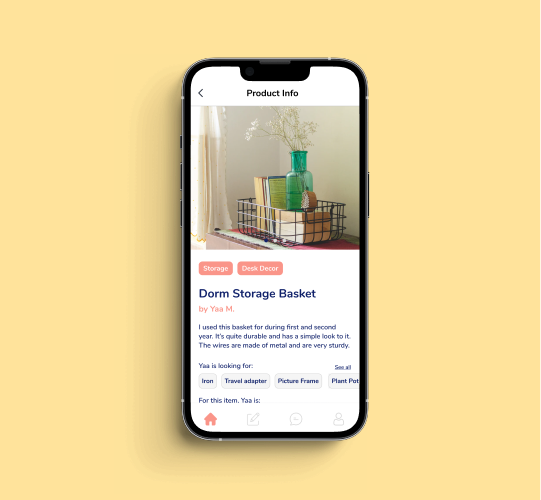 Product Info
Storage
Desk Decor
Dorm Storage Basket
by Yaa M.
I used this basket for during first and second
year. It's quite durable and has a simple look to it.
The wires are made of metal and are very sturdy.
Yaa is looking for:
See all
Iron
Travel adapter
Picture Frame
Plant Pot
For this item, Yaa is: